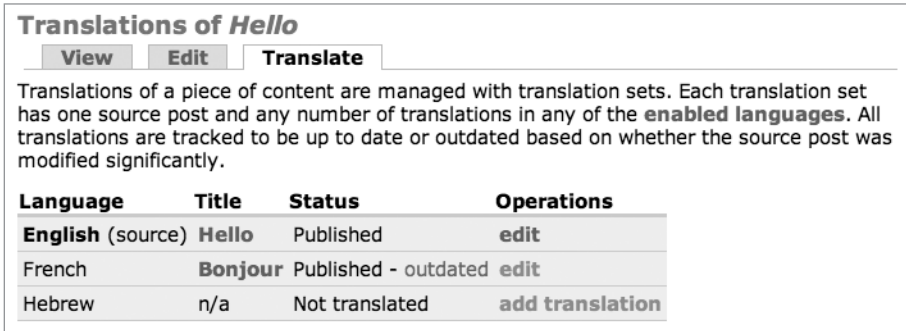 Translations of Hello
View Edit Translate
Translations of a piece of content are managed with translation sets. Each translation set
has one source post and any number of translations in any of the enabled languages. All
translations are tracked to be up to date or outdated based on whether the source post was
modified significantly.
Language Title Status Operations
English (source) Hello Published edit
French Bonjour Published - outdated edit
Hebrew n/a Not translated add translation